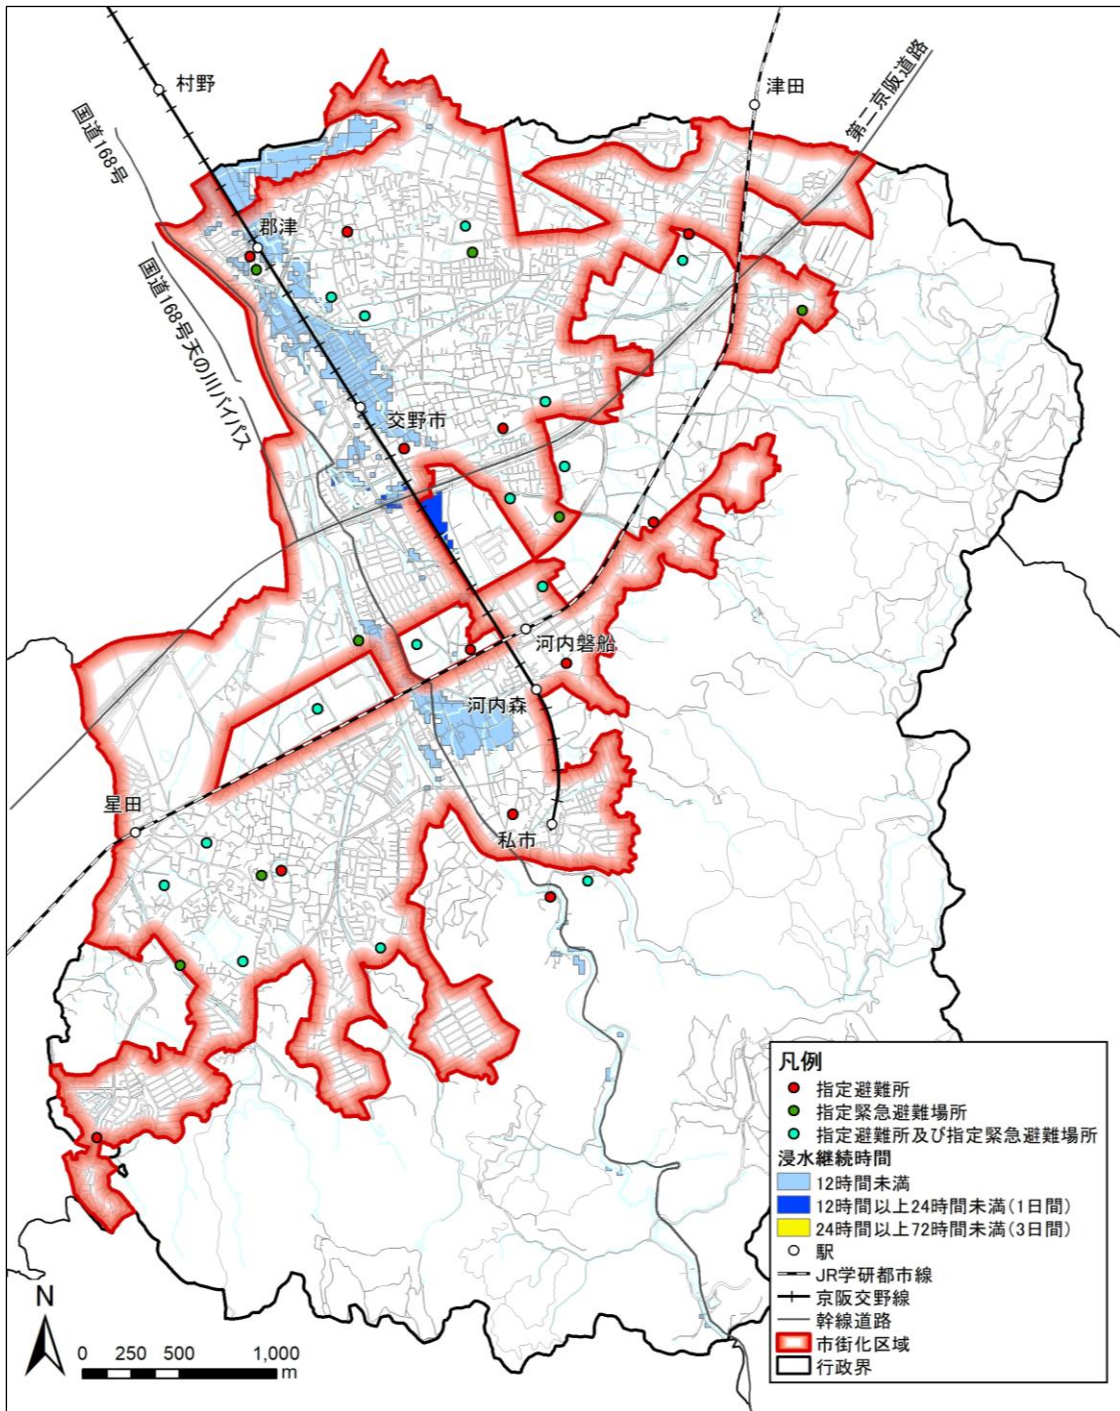 村野
津田
国道168号
第二京阪道路
郡津
国道168号天の川バイパス
交野市
河内磐船
河内森
星田
私市
凡例
指定避難所
指定緊急避難場所
指定避難所及び指定緊急避難場所
浸水継続時間
12時間未満
12時間以上24時間未満(1日間)
24時間以上72時間未満(3日間)
駅
JR学研都市線
京阪交野線
幹線道路
市街化区域
行政界
N
0 250 500 1,000
m